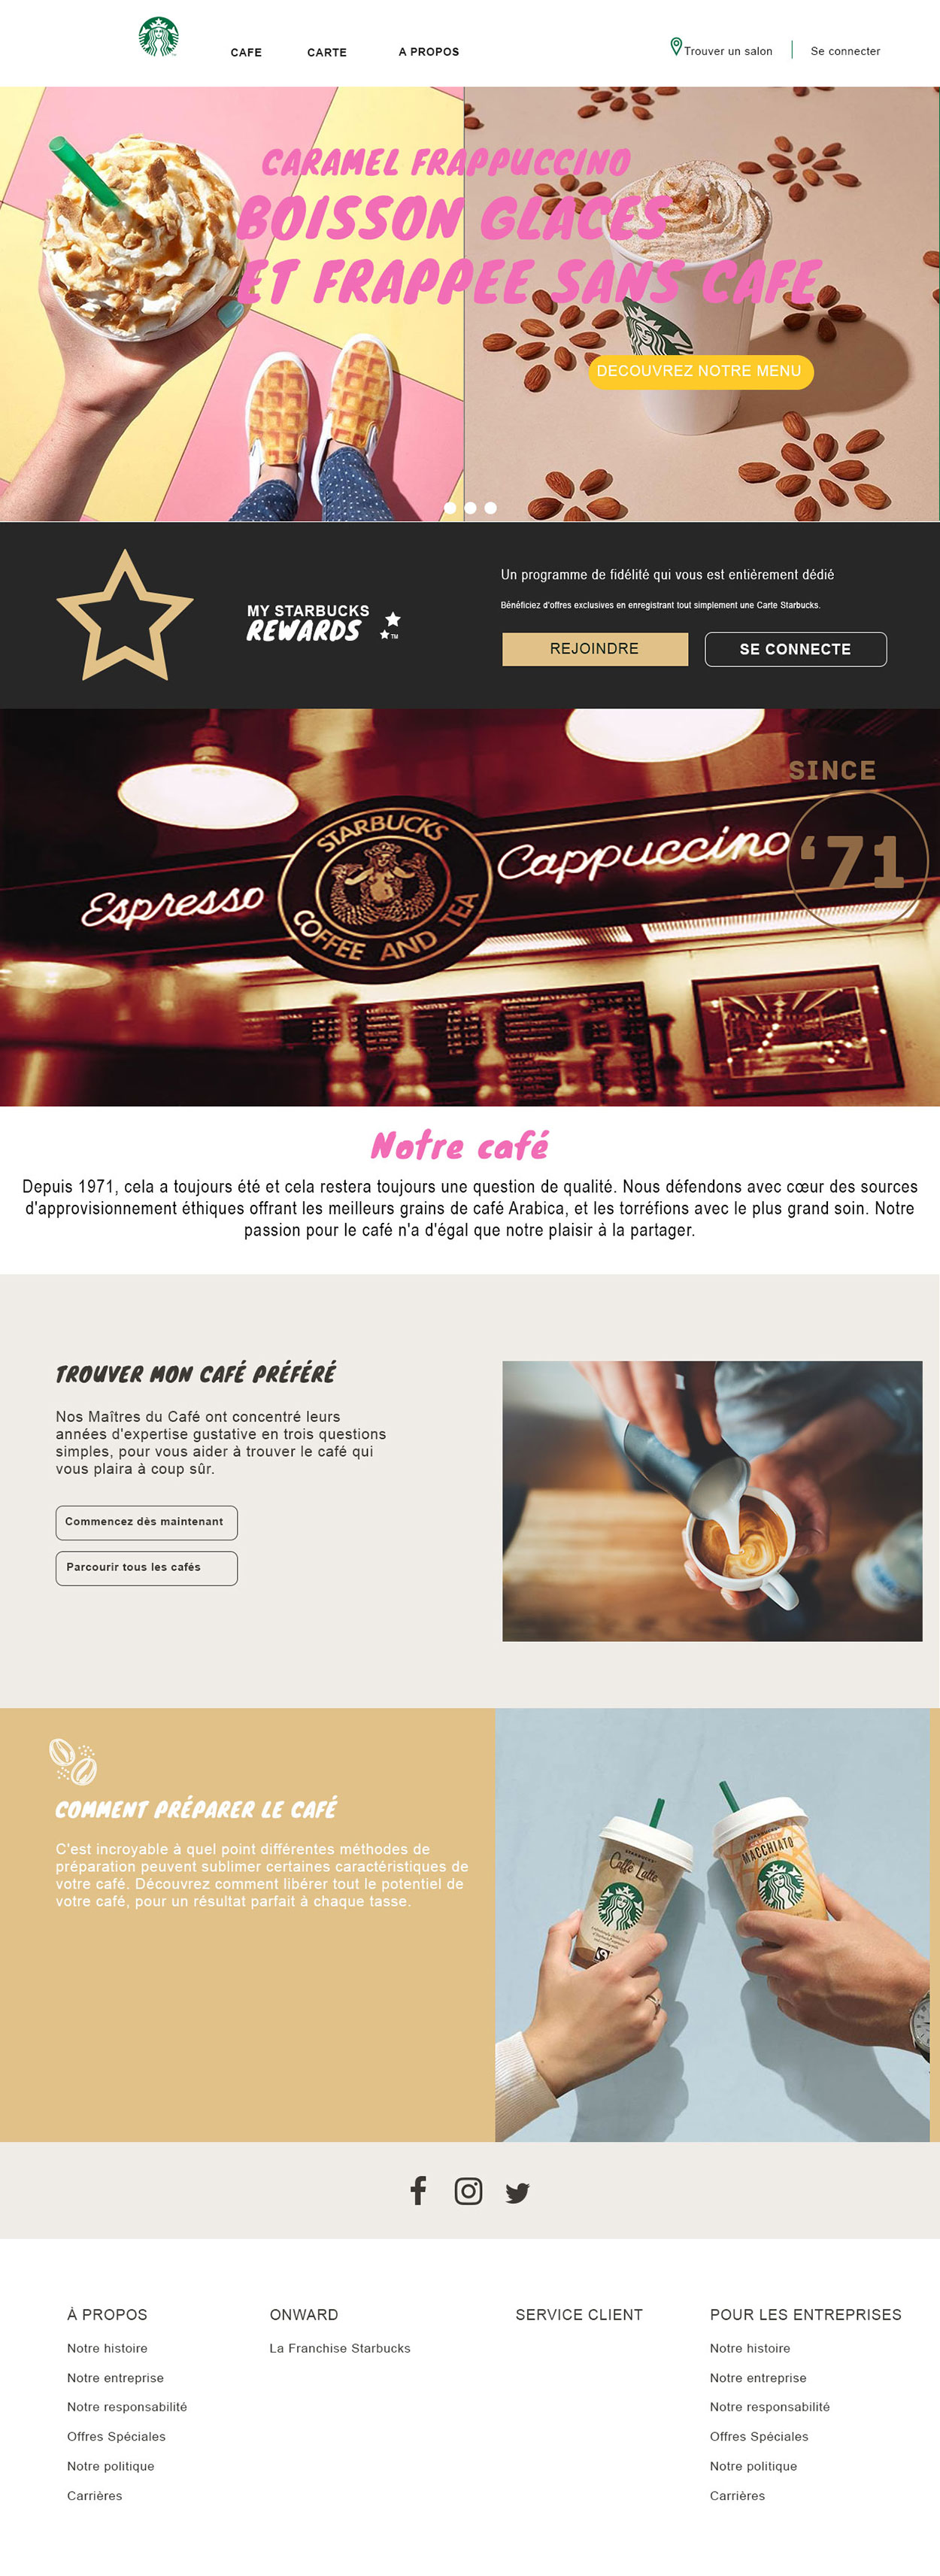 CAFE
CARTE
A PROPOS
Trouver un salon
Se connecter
CARAMEL FRAPPUCCINO
BOISSON GLACES
ET FRAPPEE SANS CAFE
DECOUVREZ NOTRE MENU
MY STARBUCKS
REWARDS
TM
Un programme de fidélité qui vous est entièrement dédié
Bénéficiez d'offres exclusives en enregistrant tout simplement une Carte Starbucks.
REJOINDRE
SE CONNECTE
SINCE
'71
Espresso
STARBUCKS
COFFEE AND TEA
Cappuccino
Notre café
Depuis 1971, cela a toujours été et cela restera toujours une question de qualité. Nous défendons avec cœur des sources
d'approvisionnement éthiques offrant les meilleurs grains de café Arabica, et les torréfions avec le plus grand soin. Notre
passion pour le café n'a d'égal que notre plaisir à la partager.
TROUVER MON CAFÉ PRÉFÉRÉ
Nos Maîtres du Café ont concentré leurs
années d'expertise gustative en trois questions
simples, pour vous aider à trouver le café qui
vous plaira à coup sûr.
Commencez dès maintenant
Parcourir tous les cafés
COMMENT PRÉPARER LE CAFÉ
C'est incroyable à quel point différentes méthodes de
préparation peuvent sublimer certaines caractéristiques de
votre café. Découvrez comment libérer tout le potentiel de
votre café, pour un résultat parfait à chaque tasse.
STARBUCKS
Caffè Latte
STARBUCKS
MACCHIATO
À PROPOS
Notre histoire
Notre entreprise
Notre responsabilité
Offres Spéciales
Notre politique
Carrières
ONWARD
La Franchise Starbucks
SERVICE CLIENT
POUR LES ENTREPRISES
Notre histoire
Notre entreprise
Notre responsabilité
Offres Spéciales
Notre politique
Carrières